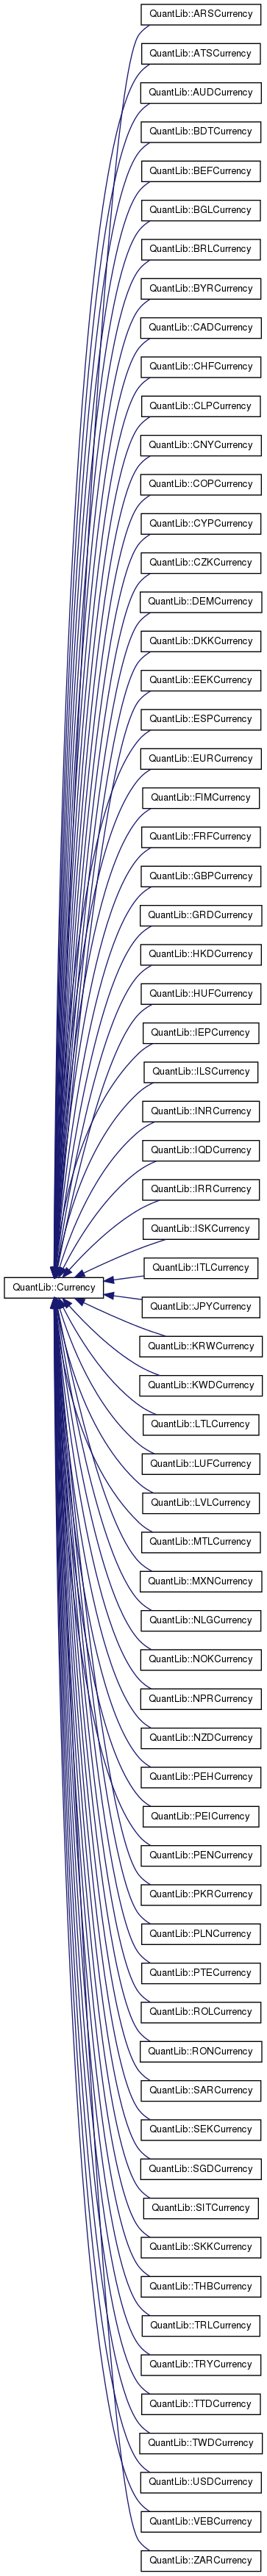 QuantLib::ARSCurrency
QuantLib::ATSCurrency
QuantLib::AUDCurrency
QuantLib::BDTCurrency
QuantLib::BEFCurrency
QuantLib::BGLCurrency
QuantLib::BRLCurrency
QuantLib::BYRCurrency
QuantLib::CADCurrency
QuantLib::CHFCurrency
QuantLib::CLPCurrency
QuantLib::CNYCurrency
QuantLib::COPCurrency
QuantLib::CYPCurrency
QuantLib::CZKCurrency
QuantLib::DEMCurrency
QuantLib::DKKCurrency
QuantLib::EEKCurrency
QuantLib::ESPCurrency
QuantLib::EURCurrency
QuantLib::FIMCurrency
QuantLib::FRFCurrency
QuantLib::GBPCurrency
QuantLib::GRDCurrency
QuantLib::HKDCurrency
QuantLib::HUFCurrency
QuantLib::IEPCurrency
QuantLib::ILSCurrency
QuantLib::INRCurrency
QuantLib::IQDCurrency
QuantLib::IRRCurrency
QuantLib::ISKCurrency
QuantLib::ITLCurrency
QuantLib::Currency
QuantLib::JPYCurrency
QuantLib::KRWCurrency
QuantLib::KWDCurrency
QuantLib::LTLCurrency
QuantLib::LUFCurrency
QuantLib::LVLCurrency
QuantLib::MTLCurrency
QuantLib::MXNCurrency
QuantLib::NLGCurrency
QuantLib::NOKCurrency
QuantLib::NPRCurrency
QuantLib::NZDCurrency
QuantLib::PEHCurrency
QuantLib::PEICurrency
QuantLib::PENCurrency
QuantLib::PKRCurrency
QuantLib::PLNCurrency
QuantLib::PTECurrency
QuantLib::ROLCurrency
QuantLib::RONCurrency
QuantLib::SARCurrency
QuantLib::SEKCurrency
QuantLib::SGDCurrency
QuantLib::SITCurrency
QuantLib::SKKCurrency
QuantLib::THBCurrency
QuantLib::TRLCurrency
QuantLib::TRYCurrency
QuantLib::TTDCurrency
QuantLib::TWDCurrency
QuantLib::USDCurrency
QuantLib::VEBCurrency
QuantLib::ZARCurrency